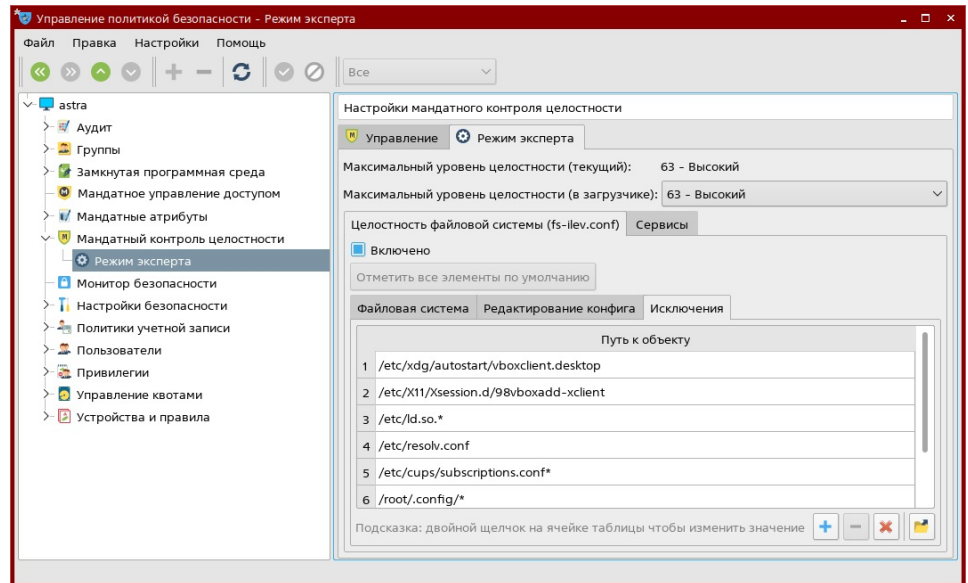 Управление политикой безопасности - Режим эксперта
Файл Правка Настройки Помощь
Все
astra
Аудит
Группы
Замкнутая программная среда
Мандатное управление доступом
Мандатные атрибуты
Мандатный контроль целостности
Режим эксперта
Монитор безопасности
Настройки безопасности
Политики учетной записи
Пользователи
Привилегии
Управление квотами
Устройства и правила
Настройки мандатного контроля целостности
Управление Режим эксперта
Максимальный уровень целостности (текущий): 63 - Высокий
Максимальный уровень целостности (в загрузчике): 63 - Высокий
Целостность файловой системы (fs-ilev.conf) Сервисы
Включено
Отметить все элементы по умолчанию
Файловая система Редактирование конфига Исключения
Путь к объекту
1 /etc/xdg/autostart/vboxclient.desktop
2 /etc/X11/Xsession.d/98vboxadd-xclient
3 /etc/ld.so.*
4 /etc/resolv.conf
5 /etc/cups/subscriptions.conf*
6 /root/.config/*
Подсказка: двойной щелчок на ячейке таблицы чтобы изменить значение